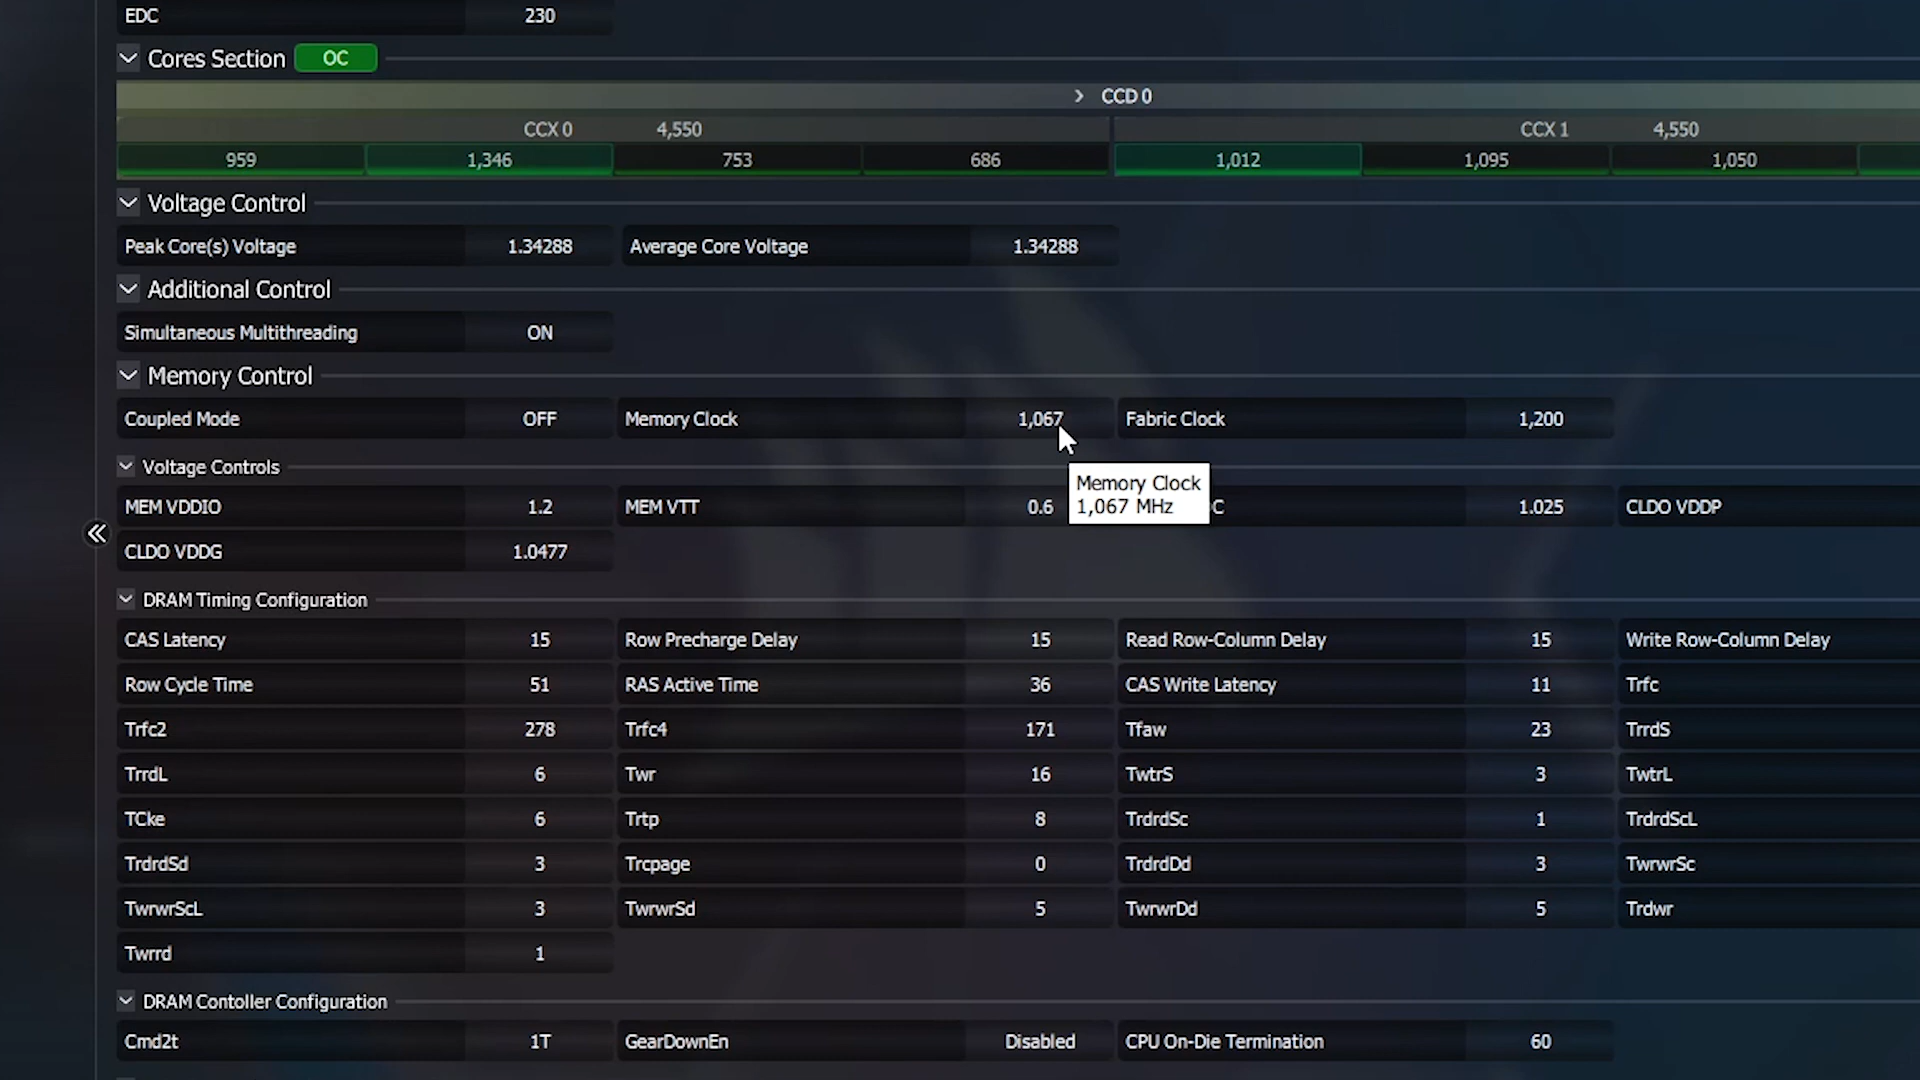 EDC 230
Cores Section OC
CCD 0
CCX 0 4,550 CCX 1 4,550
959 1,346 753 686 1,012 1,095 1,050
Voltage Control
Peak Core(s) Voltage 1.34288 Average Core Voltage 1.34288
Additional Control
Simultaneous Multithreading ON
Memory Control
Coupled Mode OFF Memory Clock 1,067 Fabric Clock 1,200
Voltage Controls
Memory Clock
1,067 MHz
MEM VDDIO 1.2 MEM VTT 0.6 C 1.025 CLDO VDDP
CLDO VDDG 1.0477
DRAM Timing Configuration
CAS Latency 15 Row Precharge Delay 15 Read Row-Column Delay 15 Write Row-Column Delay
Row Cycle Time 51 RAS Active Time 36 CAS Write Latency 11 Trfc
Trfc2 278 Trfc4 171 Tfaw 23 TrrdS
TrrdL 6 Twr 16 TwtrS 3 TwtrL
TCke 6 Trtp 8 TrdrdSc 1 TrdrdScL
TrdrdSd 3 Trcpage 0 TrdrdDd 3 TwrwrSc
TwrwrScL 3 TwrwrSd 5 TwrwrDd 5 Trdwr
Twrrd 1
DRAM Contoller Configuration
Cmd2t 1T GearDownEn Disabled CPU On-Die Termination 60